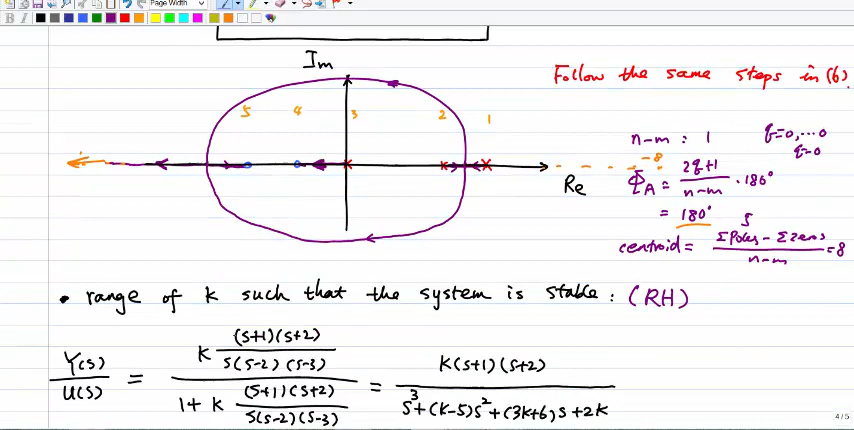 Page Width
B I
Im
Follow the same steps in (6).
5 4 3 2 1
n-m : 1 q=0,...0
q=0
-8
Φ_A = (2q+1)/(n-m) · 180°
= 180°
5
Re
centroid = (ΣPoles - Σzeros)/(n-m) = 8
• range of k such that the system is stable : (RH)
Y(s)/U(s) = (K (s+1)(s+2)/(s(s-2)(s-3)))/(1+K (s+1)(s+2)/(s(s-2)(s-3))) = K(s+1)(s+2)/(s³+(K-5)s²+(3K+6)s+2K)
4 / 5